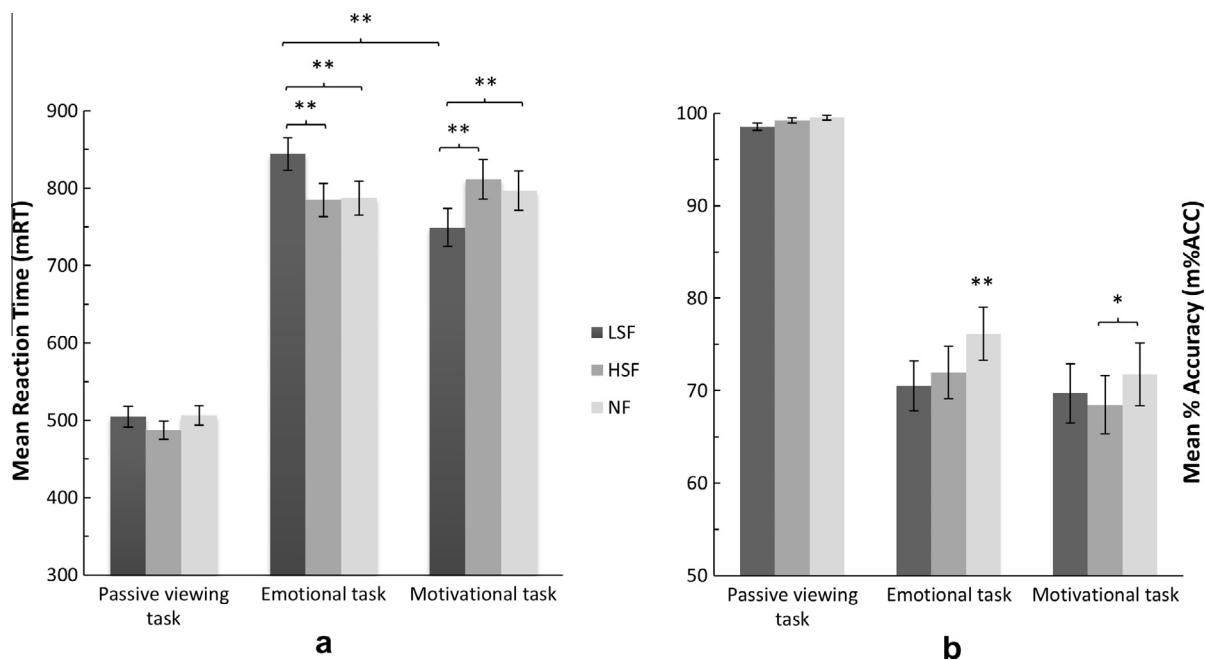 **
**
**
**
**
900
800
700
600
500
400
300
Mean Reaction Time (mRT)
Passive viewing
task
Emotional task
Motivational task
a
LSF
HSF
NF
100
90
80
70
60
50
**
*
Mean % Accuracy (m%ACC)
Passive viewing task
Emotional task
Motivational task
b